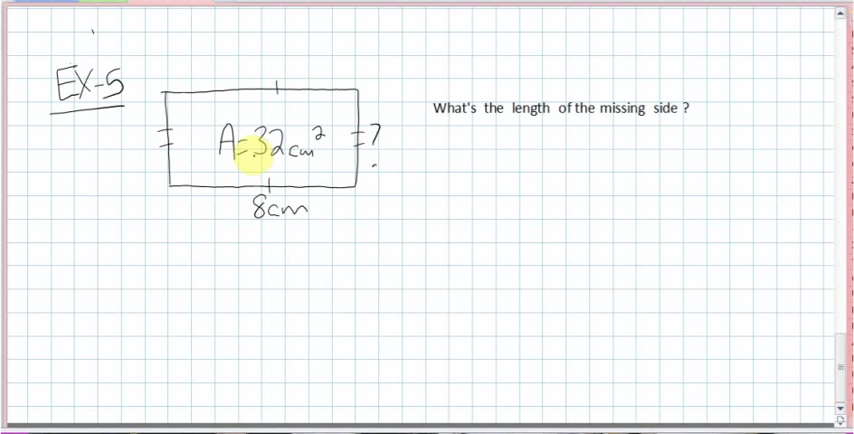 EX-5
What's the length of the missing side ?
A=32cm²
?
8cm